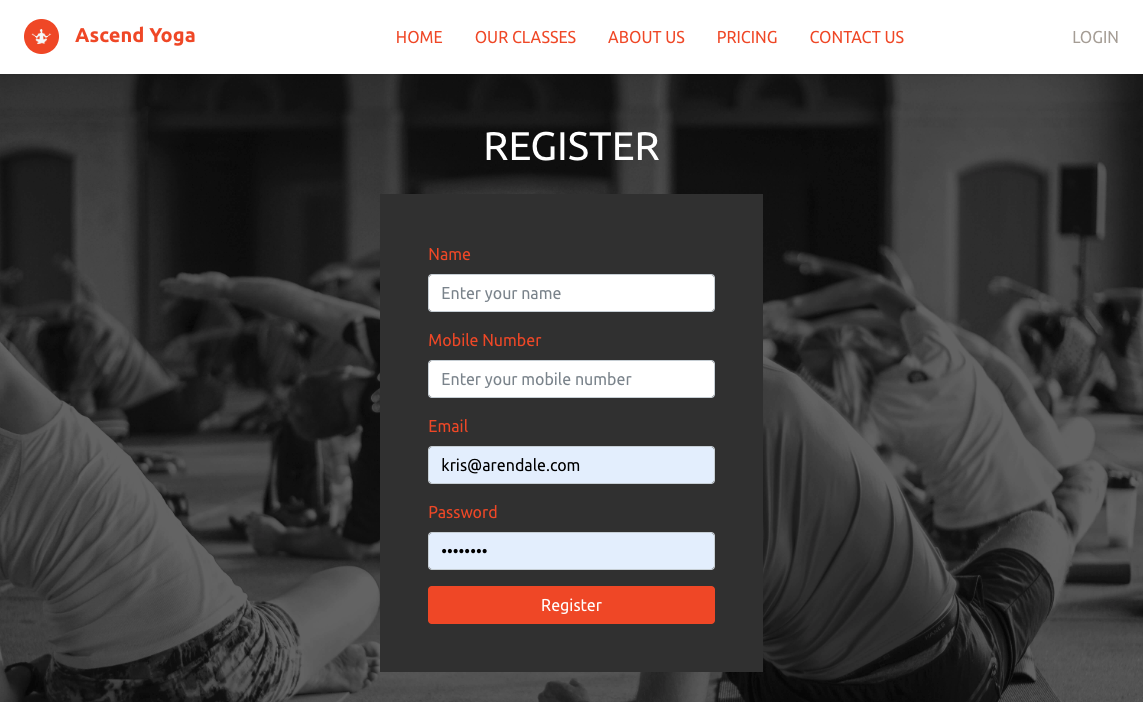 Ascend Yoga
HOME OUR CLASSES ABOUT US PRICING CONTACT US
LOGIN
REGISTER
Name
Enter your name
Mobile Number
Enter your mobile number
Email
kris@arendale.com
Password
••••••••
Register